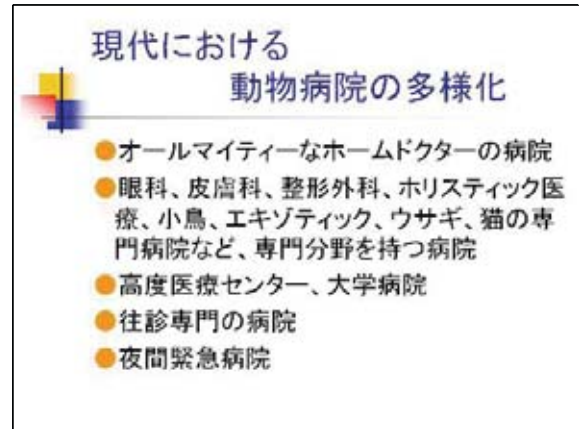 現代における
動物病院の多様化
●オールマイティーなホームドクターの病院
●眼科、皮膚科、整形外科、ホリスティック医
療、小鳥、エキゾティック、ウサギ、猫の専
門病院など、専門分野を持つ病院
●高度医療センター、大学病院
●往診専門の病院
●夜間緊急病院